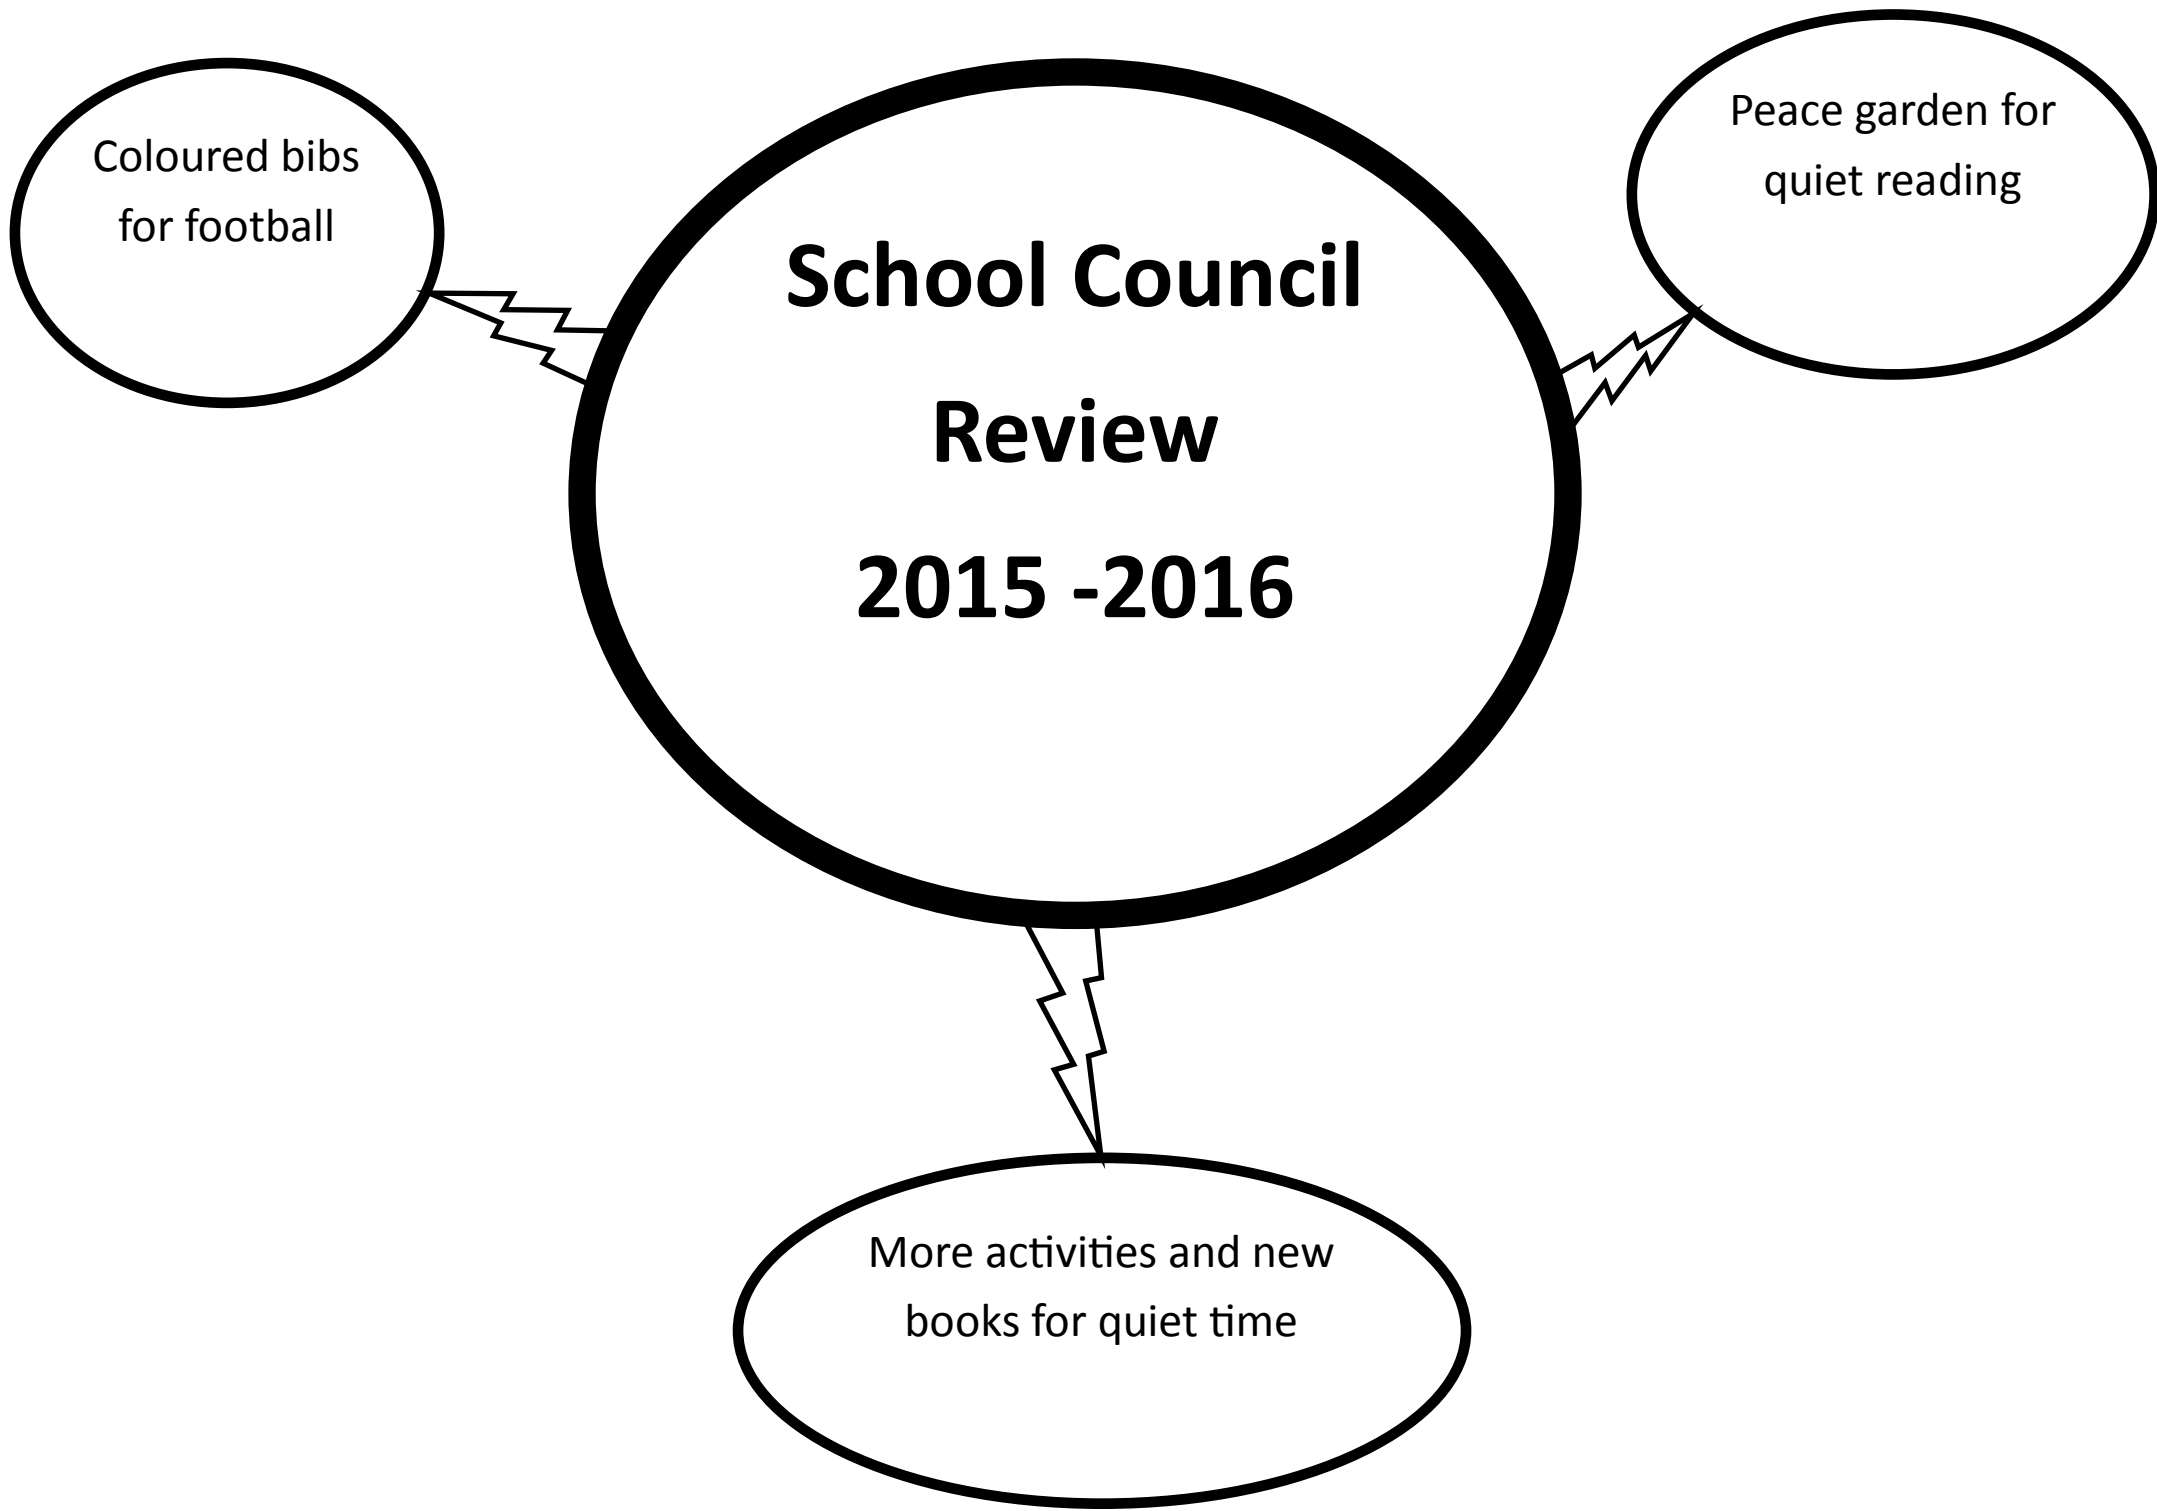 Coloured bibs
for football
School Council
Review
2015 -2016
Peace garden for
quiet reading
More activities and new
books for quiet time